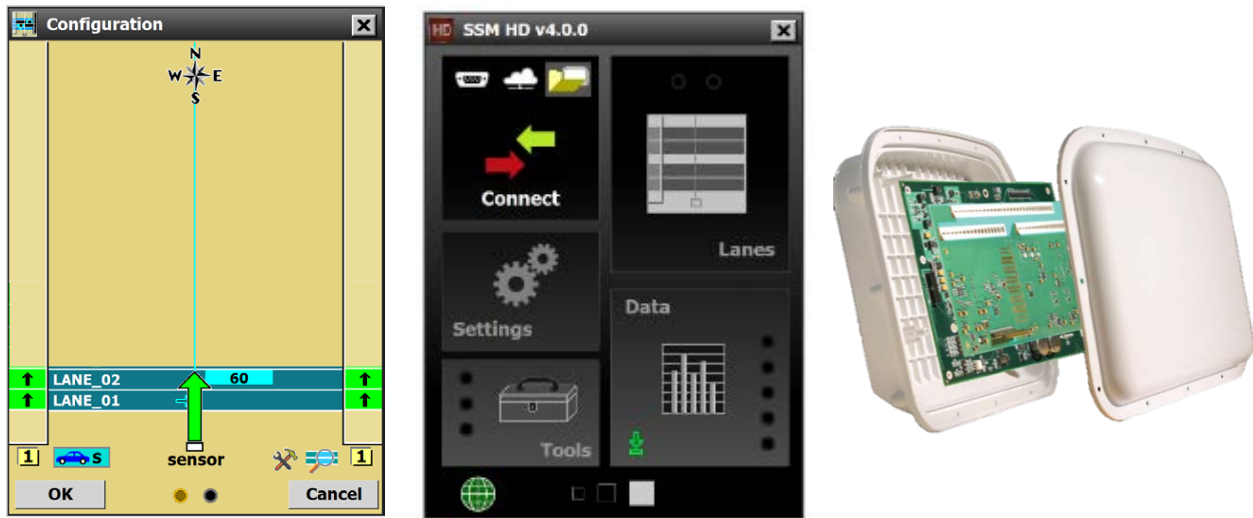 Configuration
N
W E
S
LANE_02 60
LANE_01
1 S sensor 1
OK Cancel
HD SSM HD v4.0.0
Connect
Lanes
Settings
Data
Tools